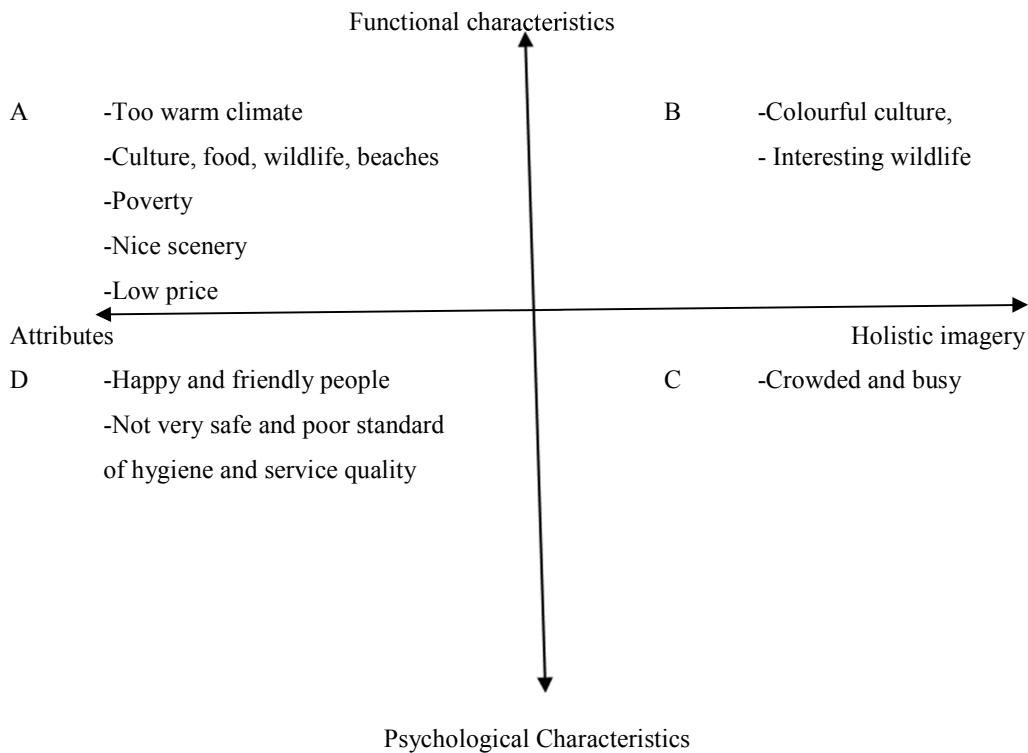 Functional characteristics
A -Too warm climate
-Culture, food, wildlife, beaches
-Poverty
-Nice scenery
-Low price
B -Colourful culture,
- Interesting wildlife
Attributes
Holistic imagery
D -Happy and friendly people
-Not very safe and poor standard
of hygiene and service quality
C -Crowded and busy
Psychological Characteristics